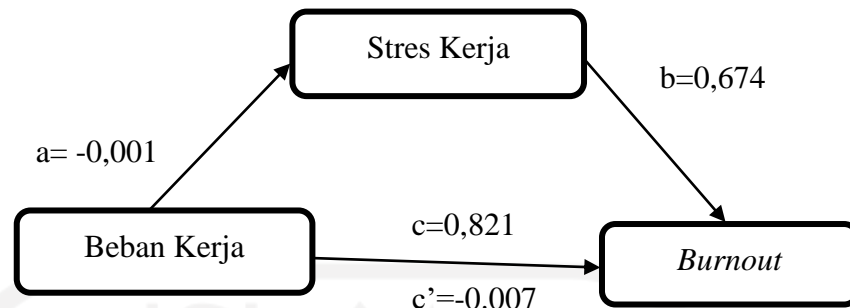 Stres Kerja
b=0,674
a= -0,001
Beban Kerja
c=0,821
Burnout
c’=-0,007